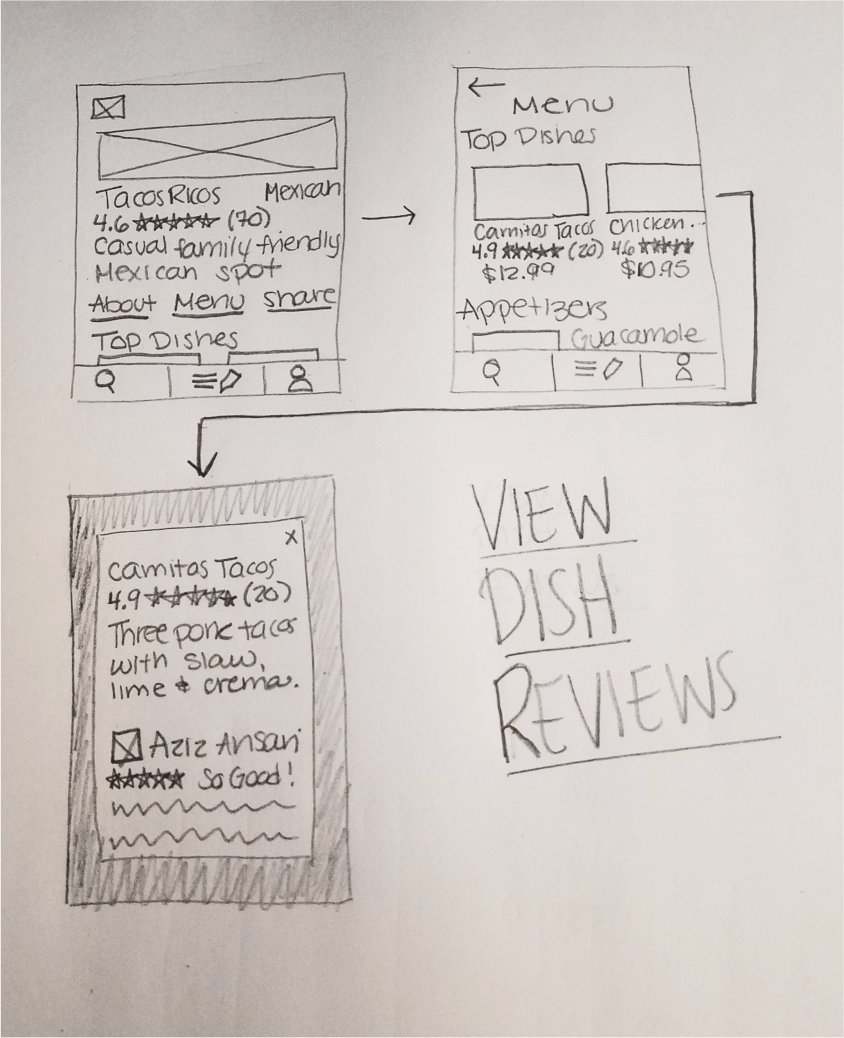 Tacos Ricos Mexican
4.6 ★★★★★ (70)
Casual family friendly
Mexican spot
About Menu share
Top Dishes
← Menu
Top Dishes
Carnitas Tacos Chicken...
4.9 ★★★★★ (20) 4.6 ★★★★★
$12.99 $10.95
Appetizers
Guacamole
x
Carnitas Tacos
4.9 ★★★★★ (20)
Three pork tacos
with slaw,
lime & crema.
Aziz Ansari
★★★★★ So Good!
VIEW
DISH
REVIEWS